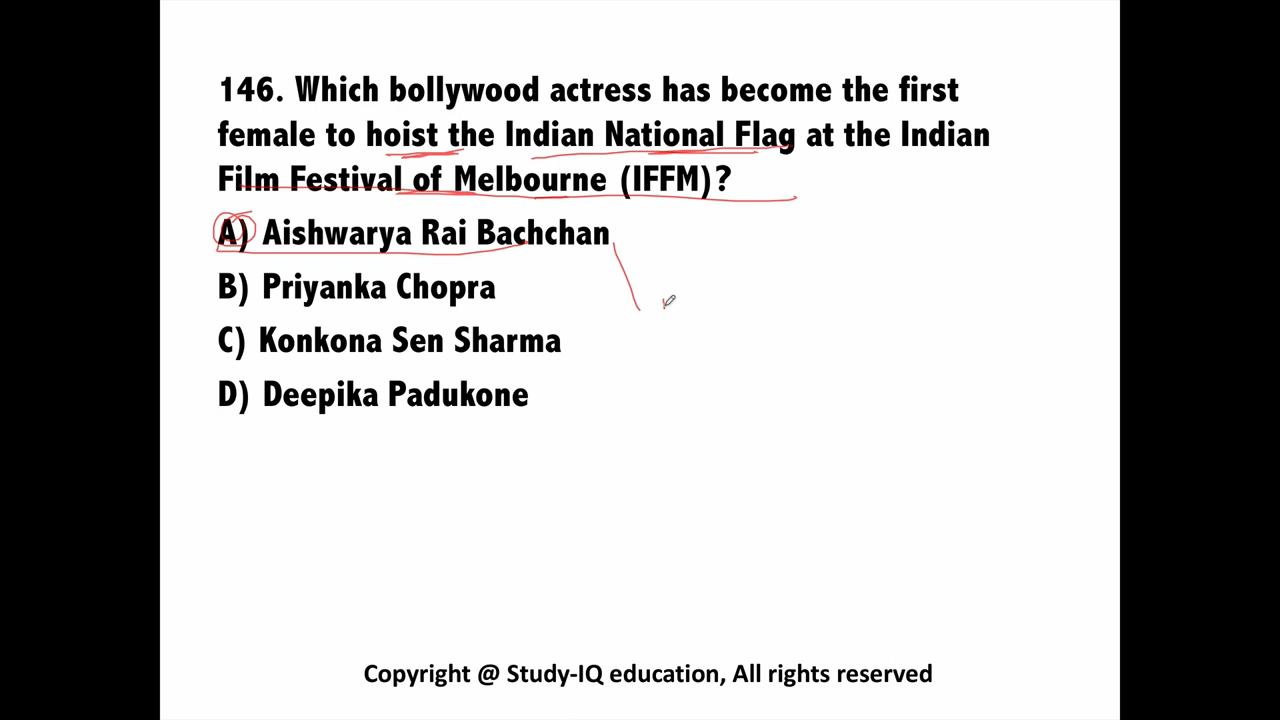 146. Which bollywood actress has become the first
female to hoist the Indian National Flag at the Indian
Film Festival of Melbourne (IFFM)?
A) Aishwarya Rai Bachchan
B) Priyanka Chopra
C) Konkona Sen Sharma
D) Deepika Padukone
Copyright @ Study-IQ education, All rights reserved